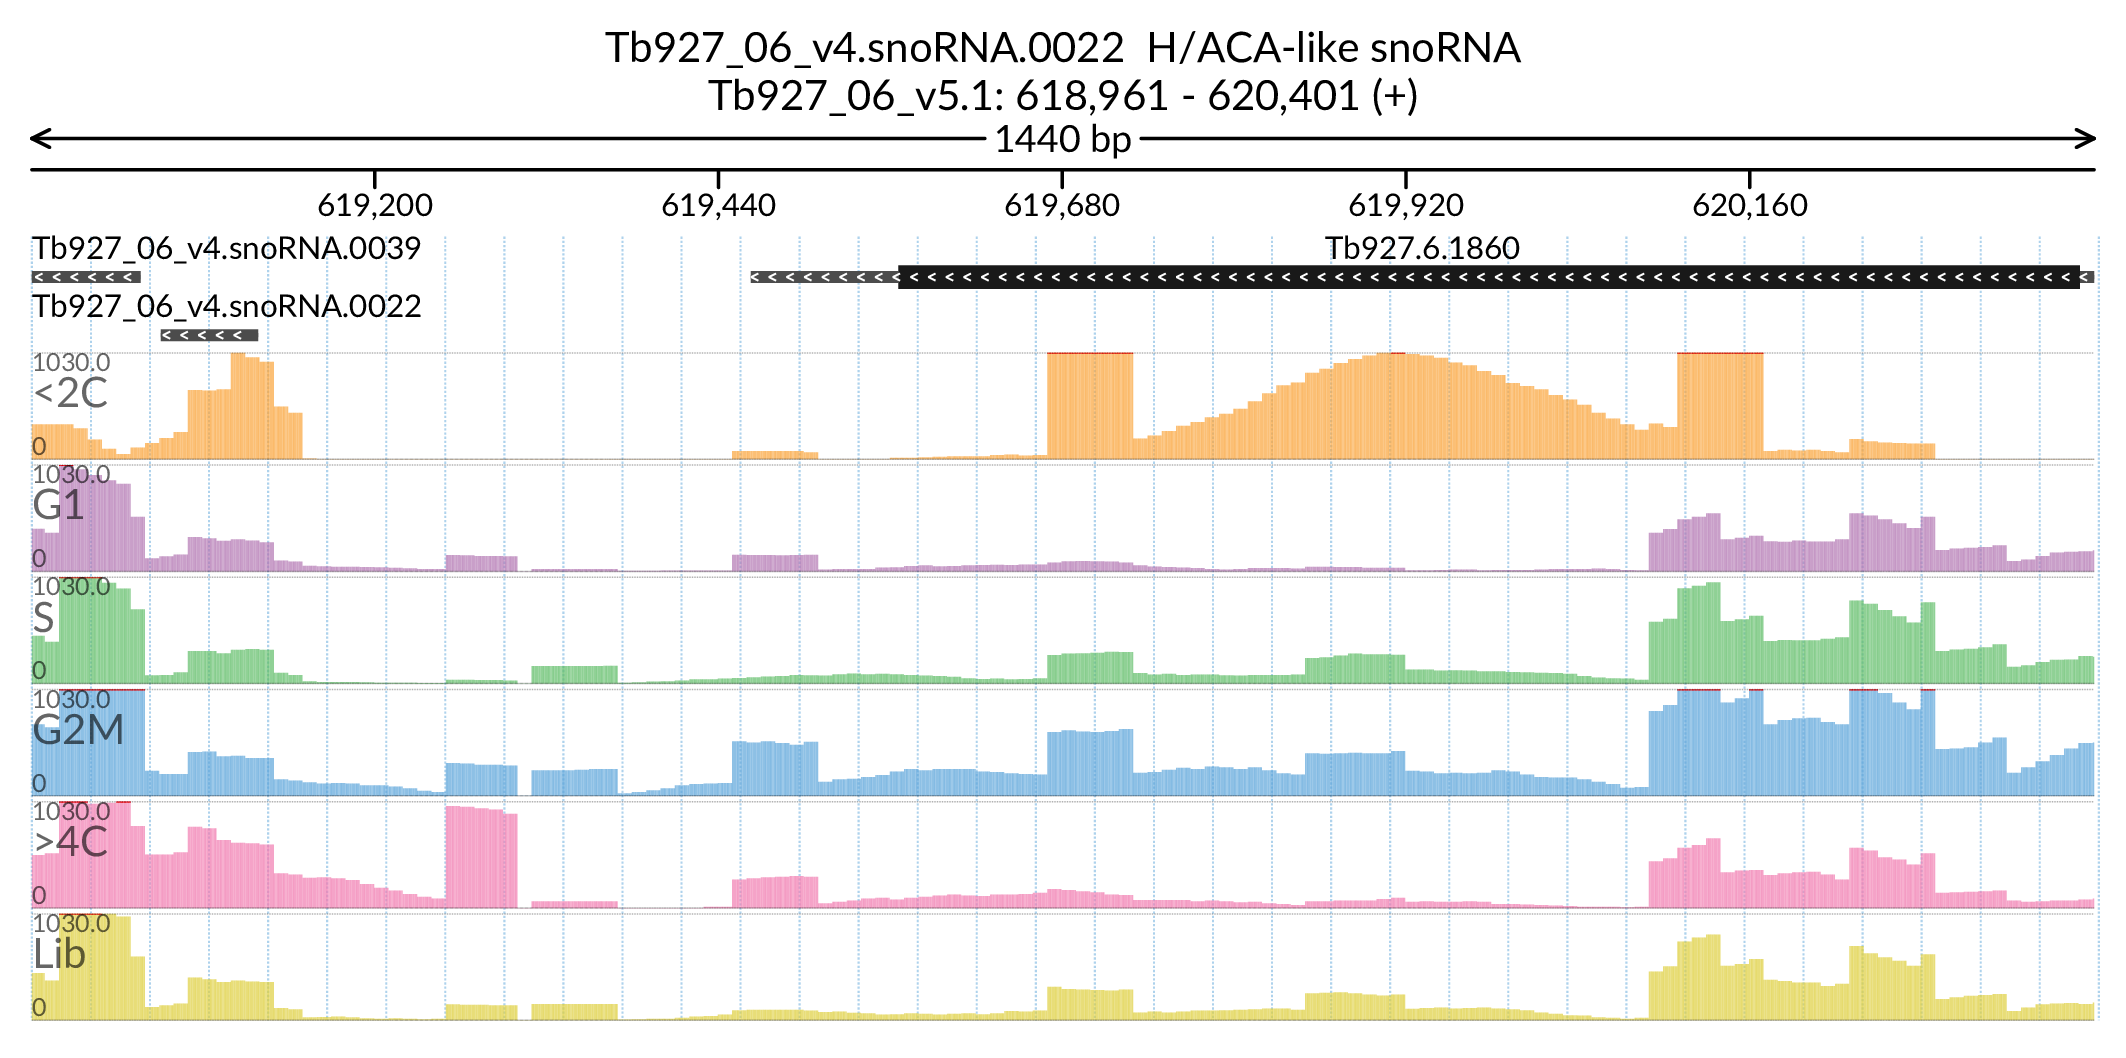 Tb927_06_v4.snoRNA.0022  H/ACA-like snoRNA
Tb927_06_v5.1: 618,961 - 620,401 (+)
1440 bp
619,200 619,440 619,680 619,920 620,160
Tb927_06_v4.snoRNA.0039 Tb927.6.1860
Tb927_06_v4.snoRNA.0022
1030.0
<2C
0
1030.0
G1
0
1030.0
S
0
1030.0
G2M
0
1030.0
>4C
0
1030.0
Lib
0